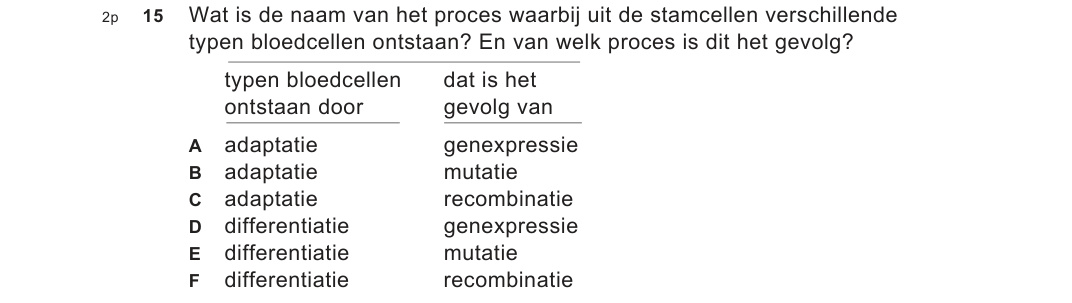 2p 15 Wat is de naam van het proces waarbij uit de stamcellen verschillende
typen bloedcellen ontstaan? En van welk proces is dit het gevolg?
typen bloedcellen dat is het
ontstaan door gevolg van
A adaptatie genexpressie
B adaptatie mutatie
C adaptatie recombinatie
D differentiatie genexpressie
E differentiatie mutatie
F differentiatie recombinatie